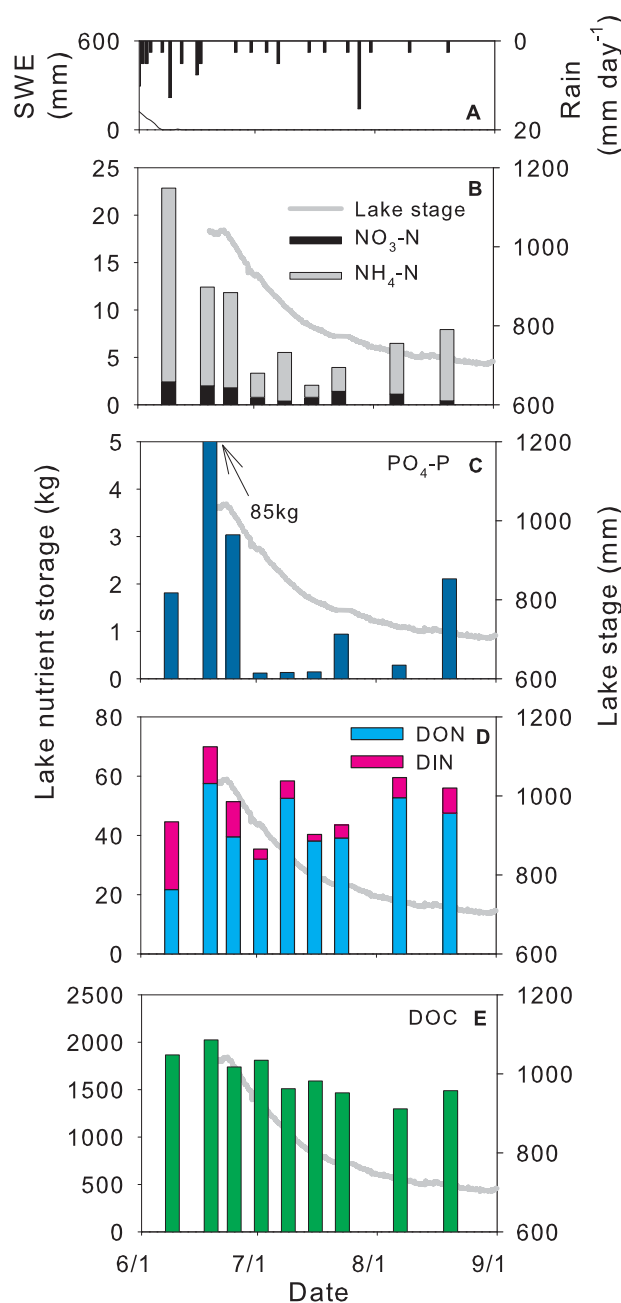 600
0
SWE
(mm)
Rain
(mm day⁻¹)
0
A
20
25
1200
B
20
Lake stage
1000
15
NO₃-N
NH₄-N
10
800
5
0
600
5
1200
PO₄-P C
4
85kg
1000
3
2
800
1
0
600
Lake nutrient storage (kg)
Lake stage (mm)
80
1200
DON D
DIN
60
1000
40
800
20
0
600
2500
1200
DOC E
2000
1000
1500
1000
800
500
0
600
6/1 7/1 8/1 9/1
Date